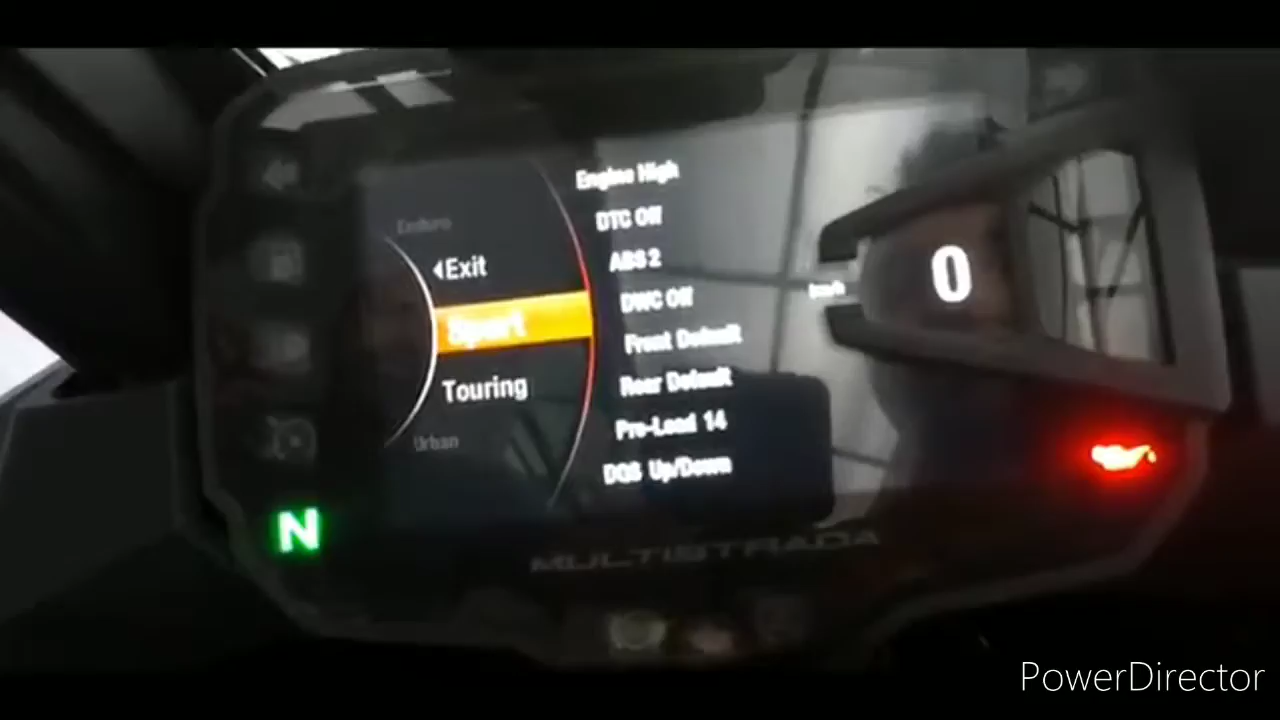 Enduro
Exit
Sport
Touring
Urban
Engine High
DTC Off
ABS 2
DWC Off
Front Default
Rear Default
Pre-Load 14
DQS Up/Down
km/h
0
N
MULTISTRADA
PowerDirector